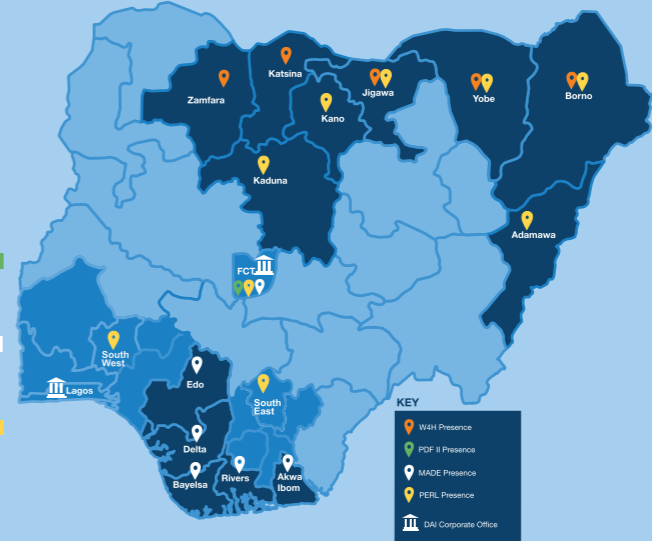 Katsina
Zamfara
Jigawa
Yobe
Borno
Kano
Kaduna
Adamawa
FCT
South
West
Lagos
Edo
South
East
Delta
Bayelsa
Rivers
Akwa
Ibom
KEY
W4H Presence
PDF II Presence
MADE Presence
PERL Presence
DAI Corporate Office